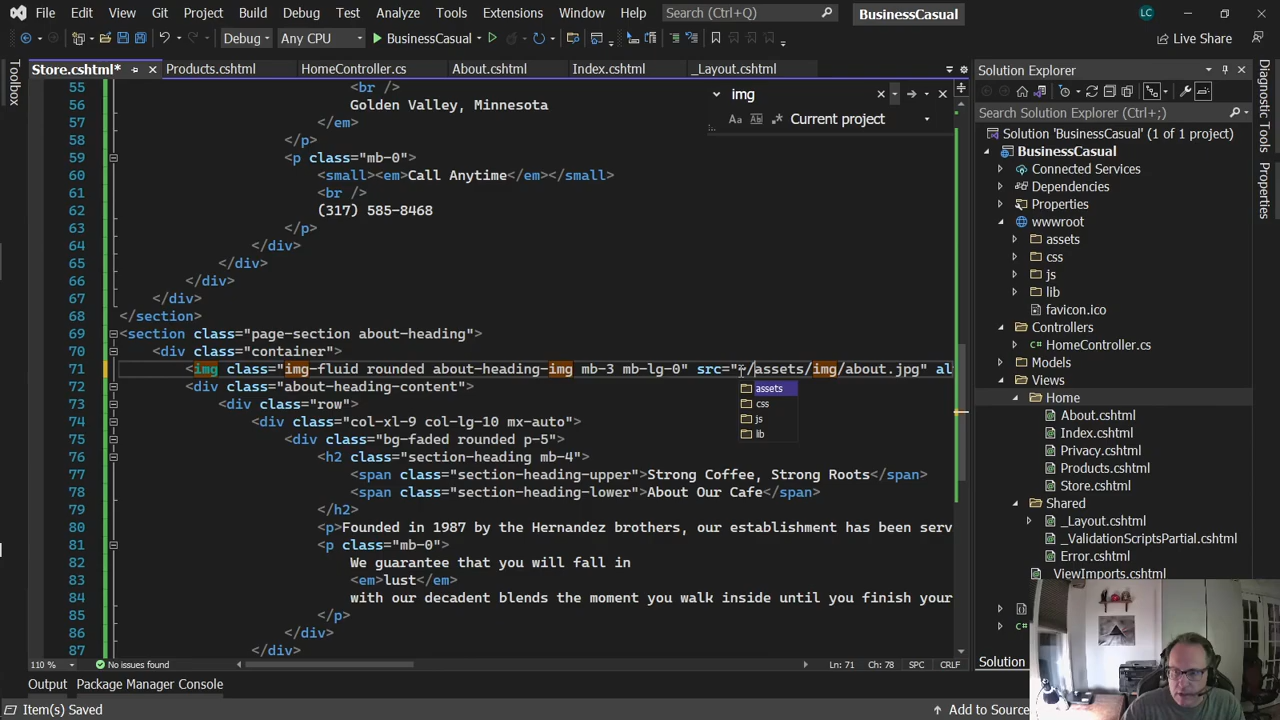 File Edit View Git Project Build Debug Test Analyze Tools Extensions Window Help Search (Ctrl+Q) BusinessCasual LC
Debug Any CPU BusinessCasual Live Share
Toolbox
Store.cshtml* Products.cshtml HomeController.cs About.cshtml Index.cshtml _Layout.cshtml
img
Aa Current project
55 <br />
56 Golden Valley, Minnesota
57 </em>
58 </p>
59 <p class="mb-0">
60 <small><em>Call Anytime</em></small>
61 <br />
62 (317) 585-8468
63 </p>
64 </div>
65 </div>
66 </div>
67 </div>
68 </section>
69 <section class="page-section about-heading">
70 <div class="container">
71 <img class="img-fluid rounded about-heading-img mb-3 mb-lg-0" src="~/assets/img/about.jpg" al
72 <div class="about-heading-content">
73 <div class="row">
74 <div class="col-xl-9 col-lg-10 mx-auto">
75 <div class="bg-faded rounded p-5">
76 <h2 class="section-heading mb-4">
77 <span class="section-heading-upper">Strong Coffee, Strong Roots</span>
78 <span class="section-heading-lower">About Our Cafe</span>
79 </h2>
80 <p>Founded in 1987 by the Hernandez brothers, our establishment has been serv
81 <p class="mb-0">
82 We guarantee that you will fall in
83 <em>lust</em>
84 with our decadent blends the moment you walk inside until you finish your
85 </p>
86 </div>
87 </div>
assets
css
js
lib
110 % No issues found Ln: 71 Ch: 78 SPC CRLF
Output Package Manager Console
Item(s) Saved Add to Source
Solution Explorer
Search Solution Explorer (Ctrl+;)
Solution 'BusinessCasual' (1 of 1 project)
BusinessCasual
Connected Services
Dependencies
Properties
wwwroot
assets
css
js
lib
favicon.ico
Controllers
HomeController.cs
Models
Views
Home
About.cshtml
Index.cshtml
Privacy.cshtml
Products.cshtml
Store.cshtml
Shared
_Layout.cshtml
_ValidationScriptsPartial.cshtml
Error.cshtml
_ViewImports.cshtml
Solution
Diagnostic Tools
Properties